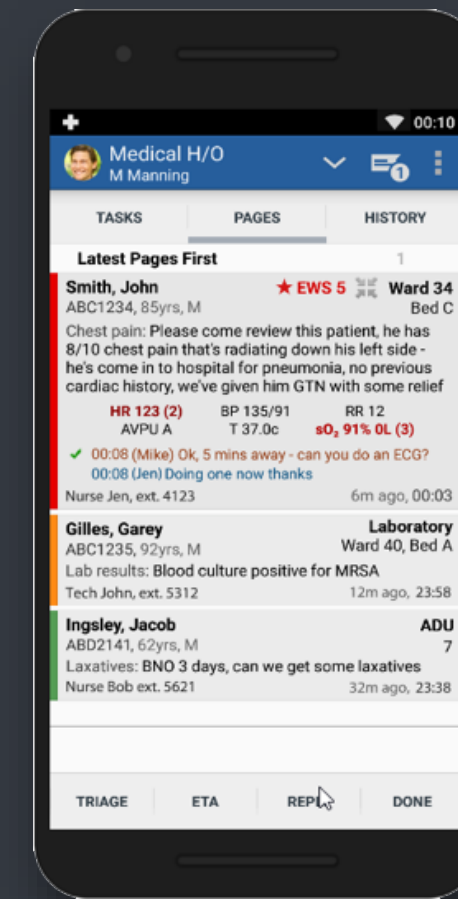 00:10
Medical H/O
M Manning
1
TASKS PAGES HISTORY
Latest Pages First 1
Smith, John ★ EWS 5 Ward 34
ABC1234, 85yrs, M Bed C
Chest pain: Please come review this patient, he has
8/10 chest pain that's radiating down his left side -
he's come in to hospital for pneumonia, no previous
cardiac history, we've given him GTN with some relief
HR 123 (2) BP 135/91 RR 12
AVPU A T 37.0c sO₂ 91% 0L (3)
✓ 00:08 (Mike) Ok, 5 mins away - can you do an ECG?
00:08 (Jen) Doing one now thanks
Nurse Jen, ext. 4123 6m ago, 00:03
Gilles, Garey Laboratory
ABC1235, 92yrs, M Ward 40, Bed A
Lab results: Blood culture positive for MRSA
Tech John, ext. 5312 12m ago, 23:58
Ingsley, Jacob ADU
ABD2141, 62yrs, M 7
Laxatives: BNO 3 days, can we get some laxatives
Nurse Bob ext. 5621 32m ago, 23:38
TRIAGE ETA DONE